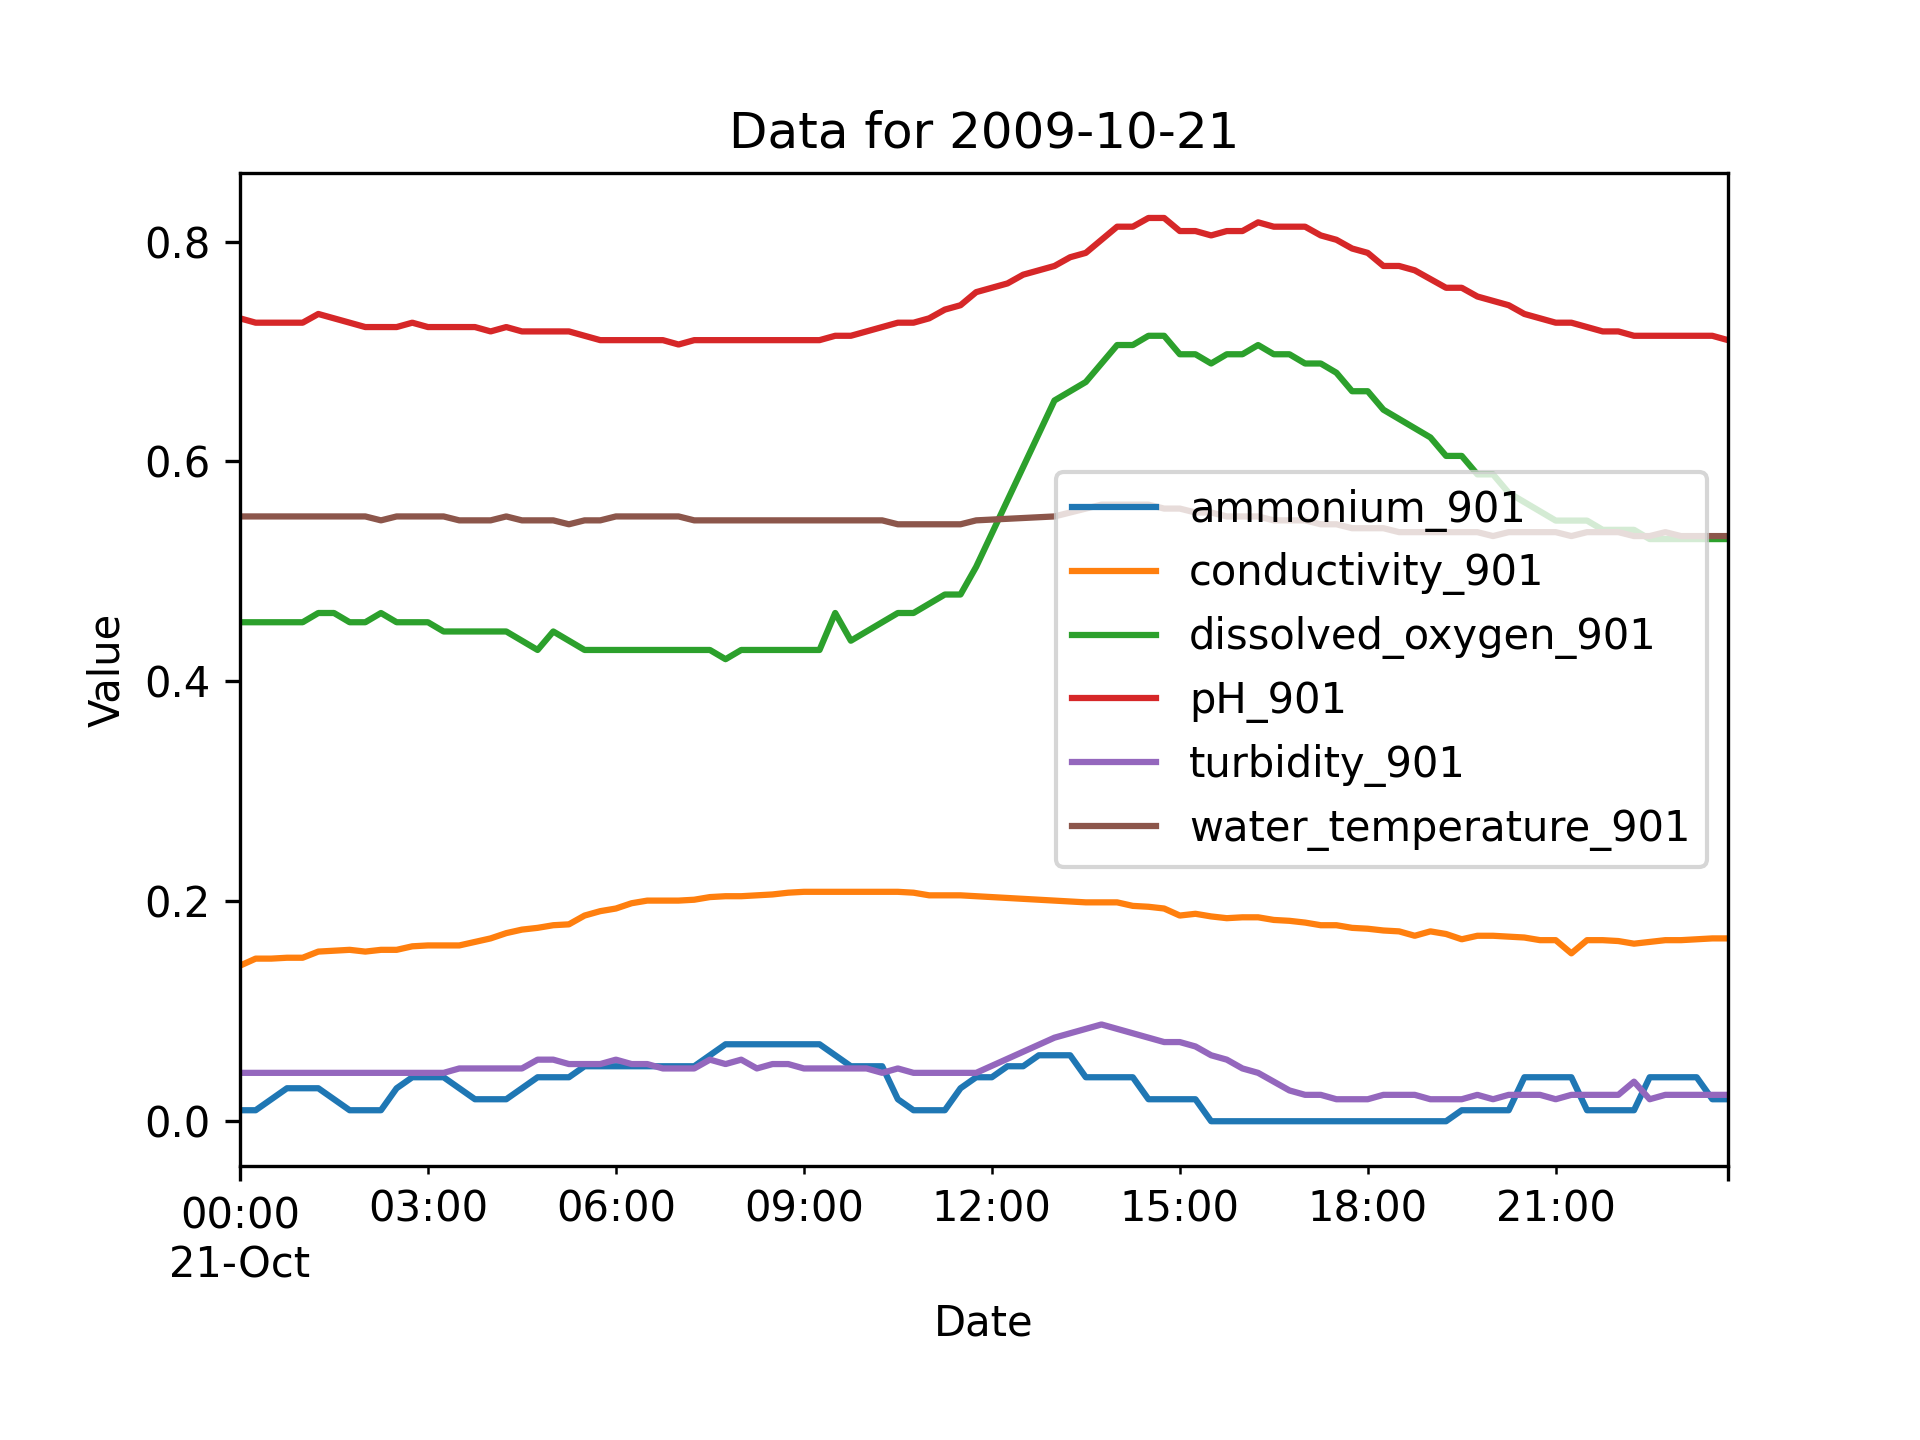 Data for 2009-10-21
Value
0.8
0.6
0.4
0.2
0.0
ammonium_901
conductivity_901
dissolved_oxygen_901
pH_901
turbidity_901
water_temperature_901
00:00 03:00 06:00 09:00 12:00 15:00 18:00 21:00
21-Oct
Date